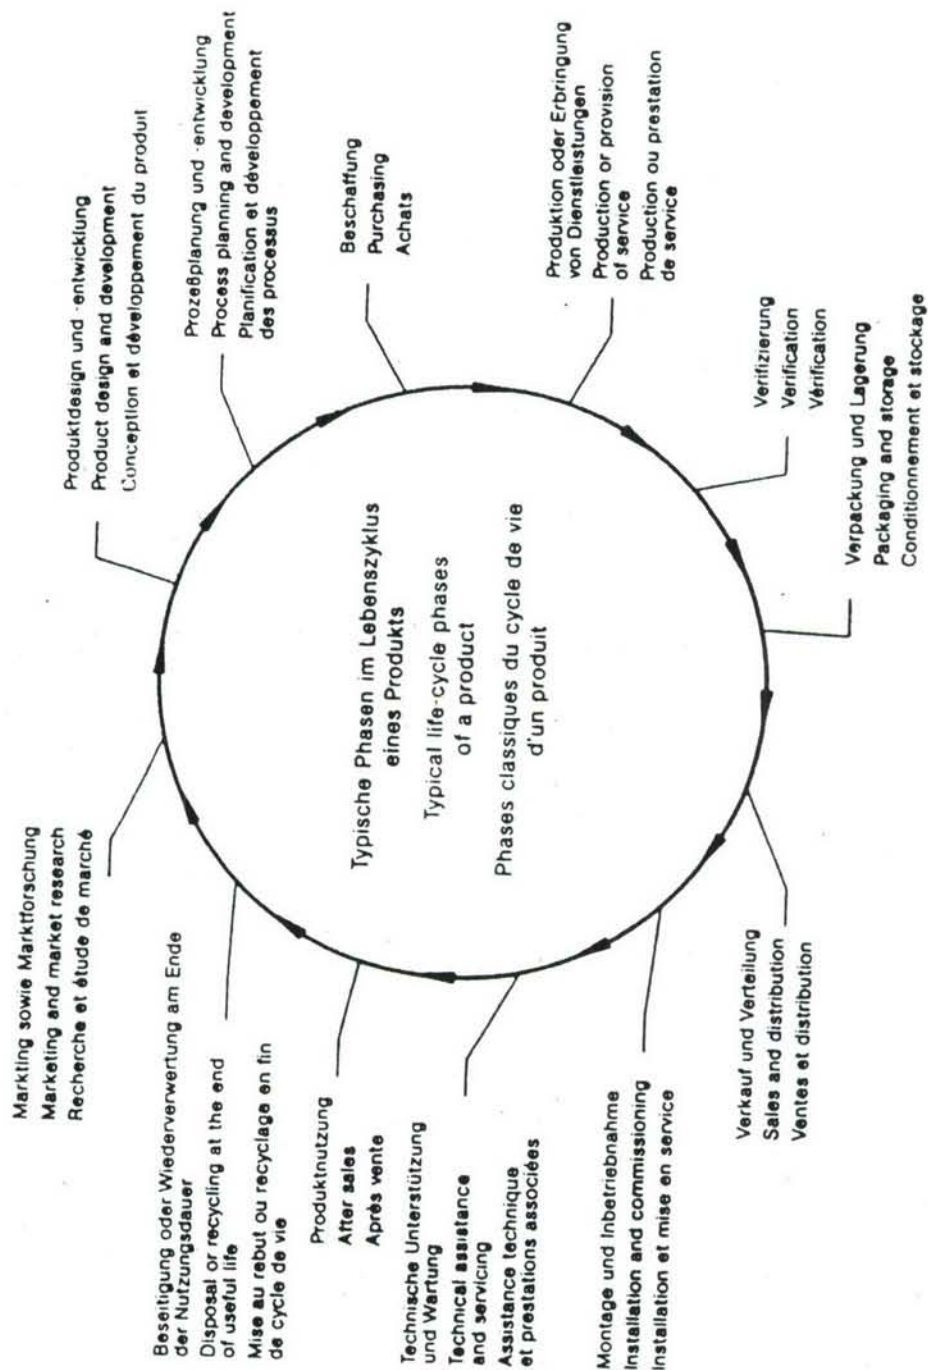 Markting sowie Marktforschung
Marketing and market research
Recherche et étude de marché
Produktdesign und -entwicklung
Product design and development
Conception et développement du produit
Prozeßplanung und -entwicklung
Process planning and development
Planification et développement
des processus
Beschaffung
Purchasing
Achats
Produktion oder Erbringung
von Dienstleistungen
Production or provision
of service
Production ou prestation
de service
Verifizierung
Verification
Vérification
Verpackung und Lagerung
Packaging and storage
Conditionnement et stockage
Verkauf und Verteilung
Sales and distribution
Ventes et distribution
Montage und Inbetriebnahme
Installation and commissioning
Installation et mise en service
Technische Unterstützung
und Wartung
Technical assistance
and servicing
Assistance technique
et prestations associées
Produktnutzung
After sales
Après vente
Beseitigung oder Wiederverwertung am Ende
der Nutzungsdauer
Disposal or recycling at the end
of useful life
Mise au rebut ou recyclage en fin
de cycle de vie
Typische Phasen im Lebenszyklus
eines Produkts
Typical life-cycle phases
of a product
Phases classiques du cycle de vie
d'un produit